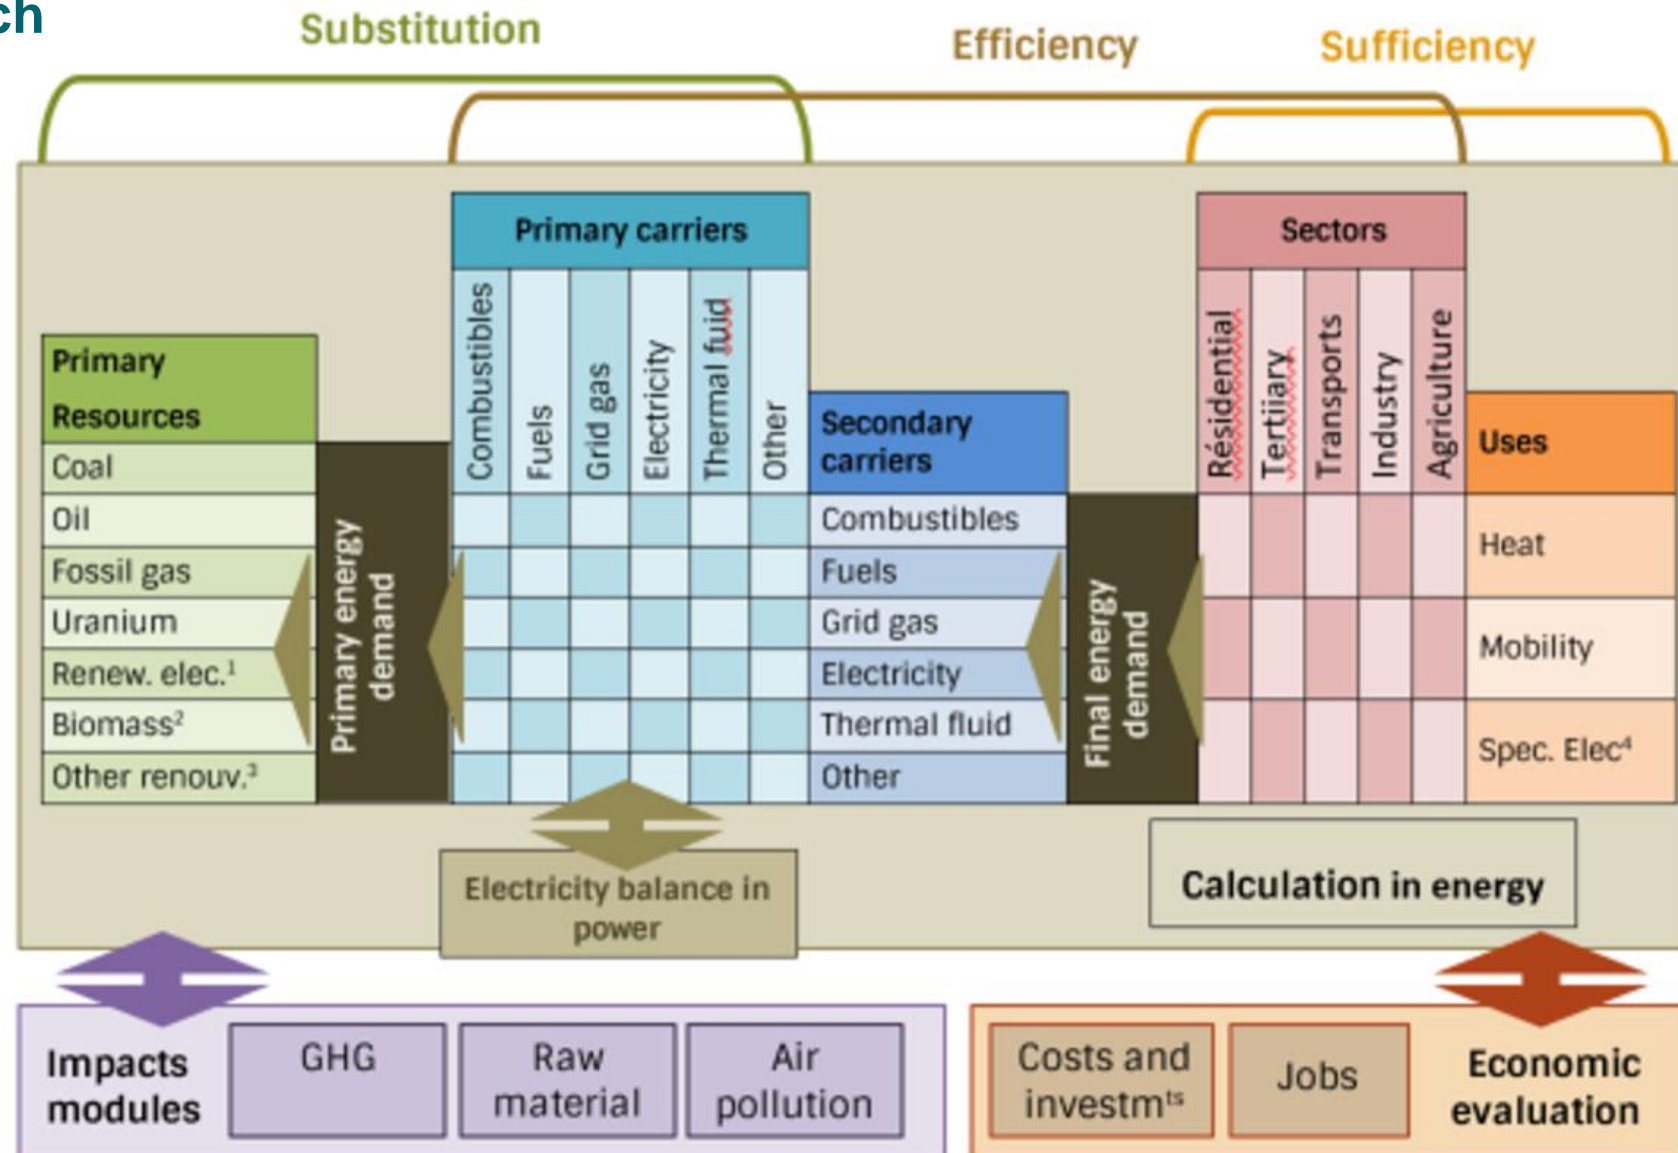 ch
Substitution
Efficiency
Sufficiency
Primary carriers
Sectors
Combustibles
Fuels
Grid gas
Electricity
Thermal fuid
Other
Résidential
Tertiiary
Transports
Industry
Agriculture
Primary
Resources
Coal
Oil
Fossil gas
Uranium
Renew. elec.¹
Biomass²
Other renouv.³
Primary energy
demand
Secondary
carriers
Combustibles
Fuels
Grid gas
Electricity
Thermal fluid
Other
Final energy
demand
Uses
Heat
Mobility
Spec. Elec⁴
Electricity balance in
power
Calculation in energy
Impacts
modules
GHG
Raw
material
Air
pollution
Costs and
investmᵗˢ
Jobs
Economic
evaluation